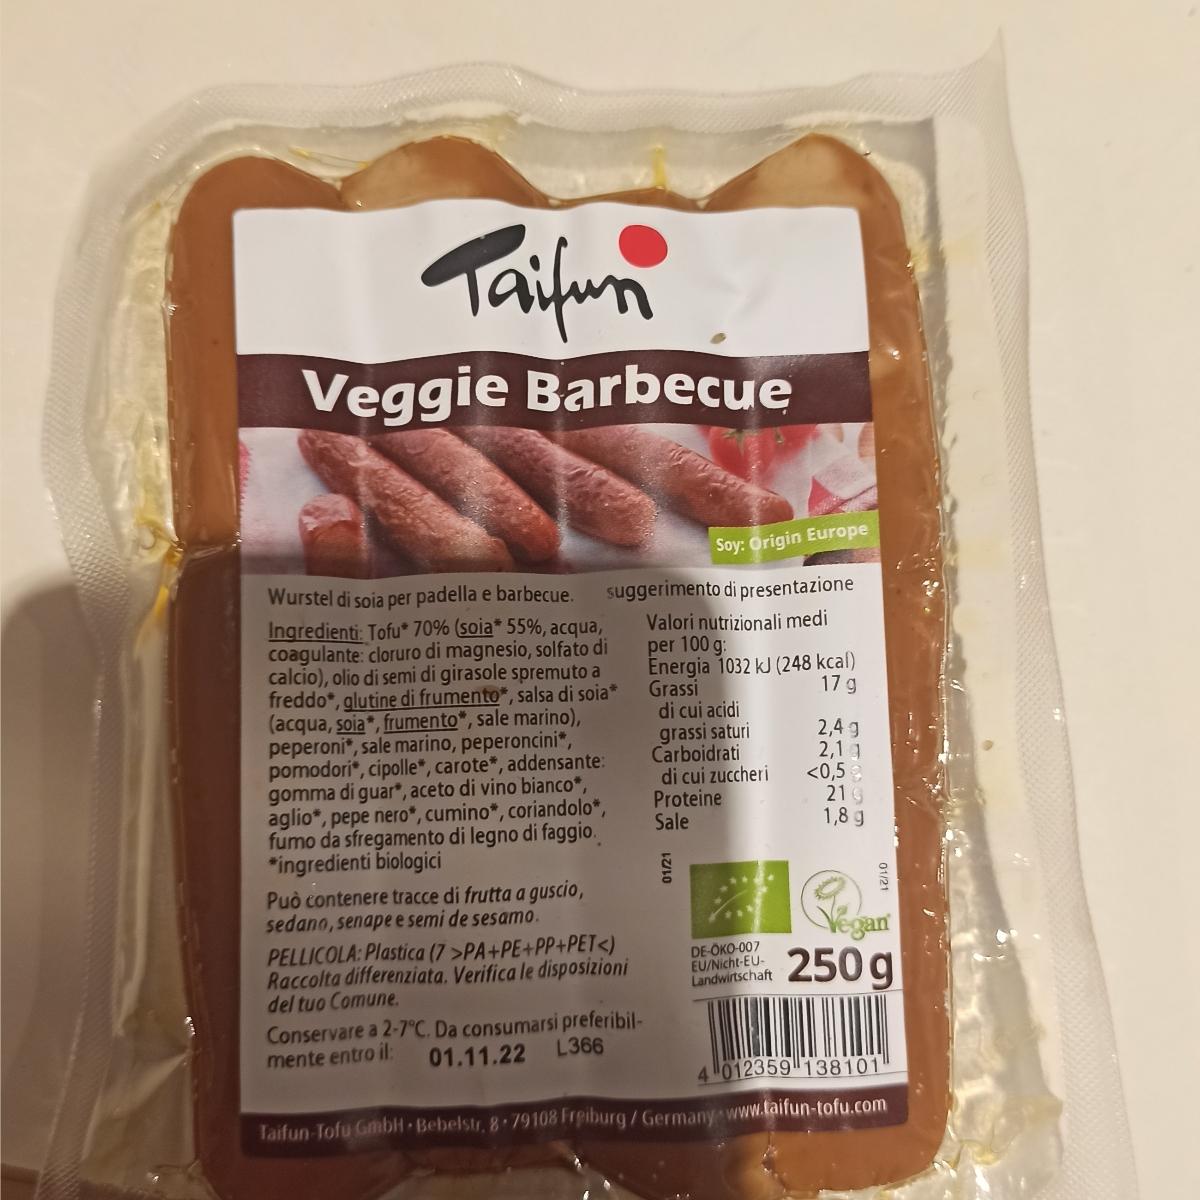 Taifun
Veggie Barbecue
Soy: Origin Europe
Wurstel di soia per padella e barbecue.
suggerimento di presentazione
Ingredienti: Tofu* 70% (soia* 55%, acqua,
coagulante: cloruro di magnesio, solfato di
calcio), olio di semi di girasole spremuto a
freddo*, glutine di frumento*, salsa di soia*
(acqua, soia*, frumento*, sale marino),
peperoni*, sale marino, peperoncini*,
pomodori*, cipolle*, carote*, addensante:
gomma di guar*, aceto di vino bianco*,
aglio*, pepe nero*, cumino*, coriandolo*,
fumo da sfregamento di legno di faggio.
*ingredienti biologici
Può contenere tracce di frutta a guscio,
sedano, senape e semi de sesamo.
PELLICOLA: Plastica (7 >PA+PE+PP+PET<)
Raccolta differenziata. Verifica le disposizioni
del tuo Comune.
Conservare a 2-7°C. Da consumarsi preferibil-
mente entro il: 01.11.22 L366
Valori nutrizionali medi
per 100 g:
Energia 1032 kJ (248 kcal)
Grassi 17 g
di cui acidi
grassi saturi 2,4 g
Carboidrati 2,1 g
di cui zuccheri <0,5 g
Proteine 21 g
Sale 1,8 g
01/21
01/21
Vegan
DE-ÖKO-007
EU/Nicht-EU-
Landwirtschaft
250 g
4 012359 138101
Taifun-Tofu GmbH • Bebelstr. 8 • 79108 Freiburg / Germany • www.taifun-tofu.com